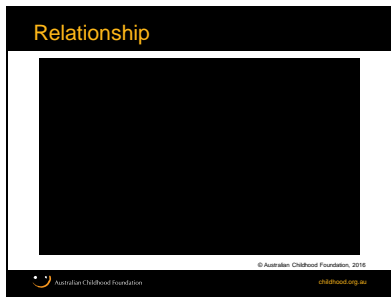 Relationship
© Australian Childhood Foundation, 2016
Australian Childhood Foundation
childhood.org.au